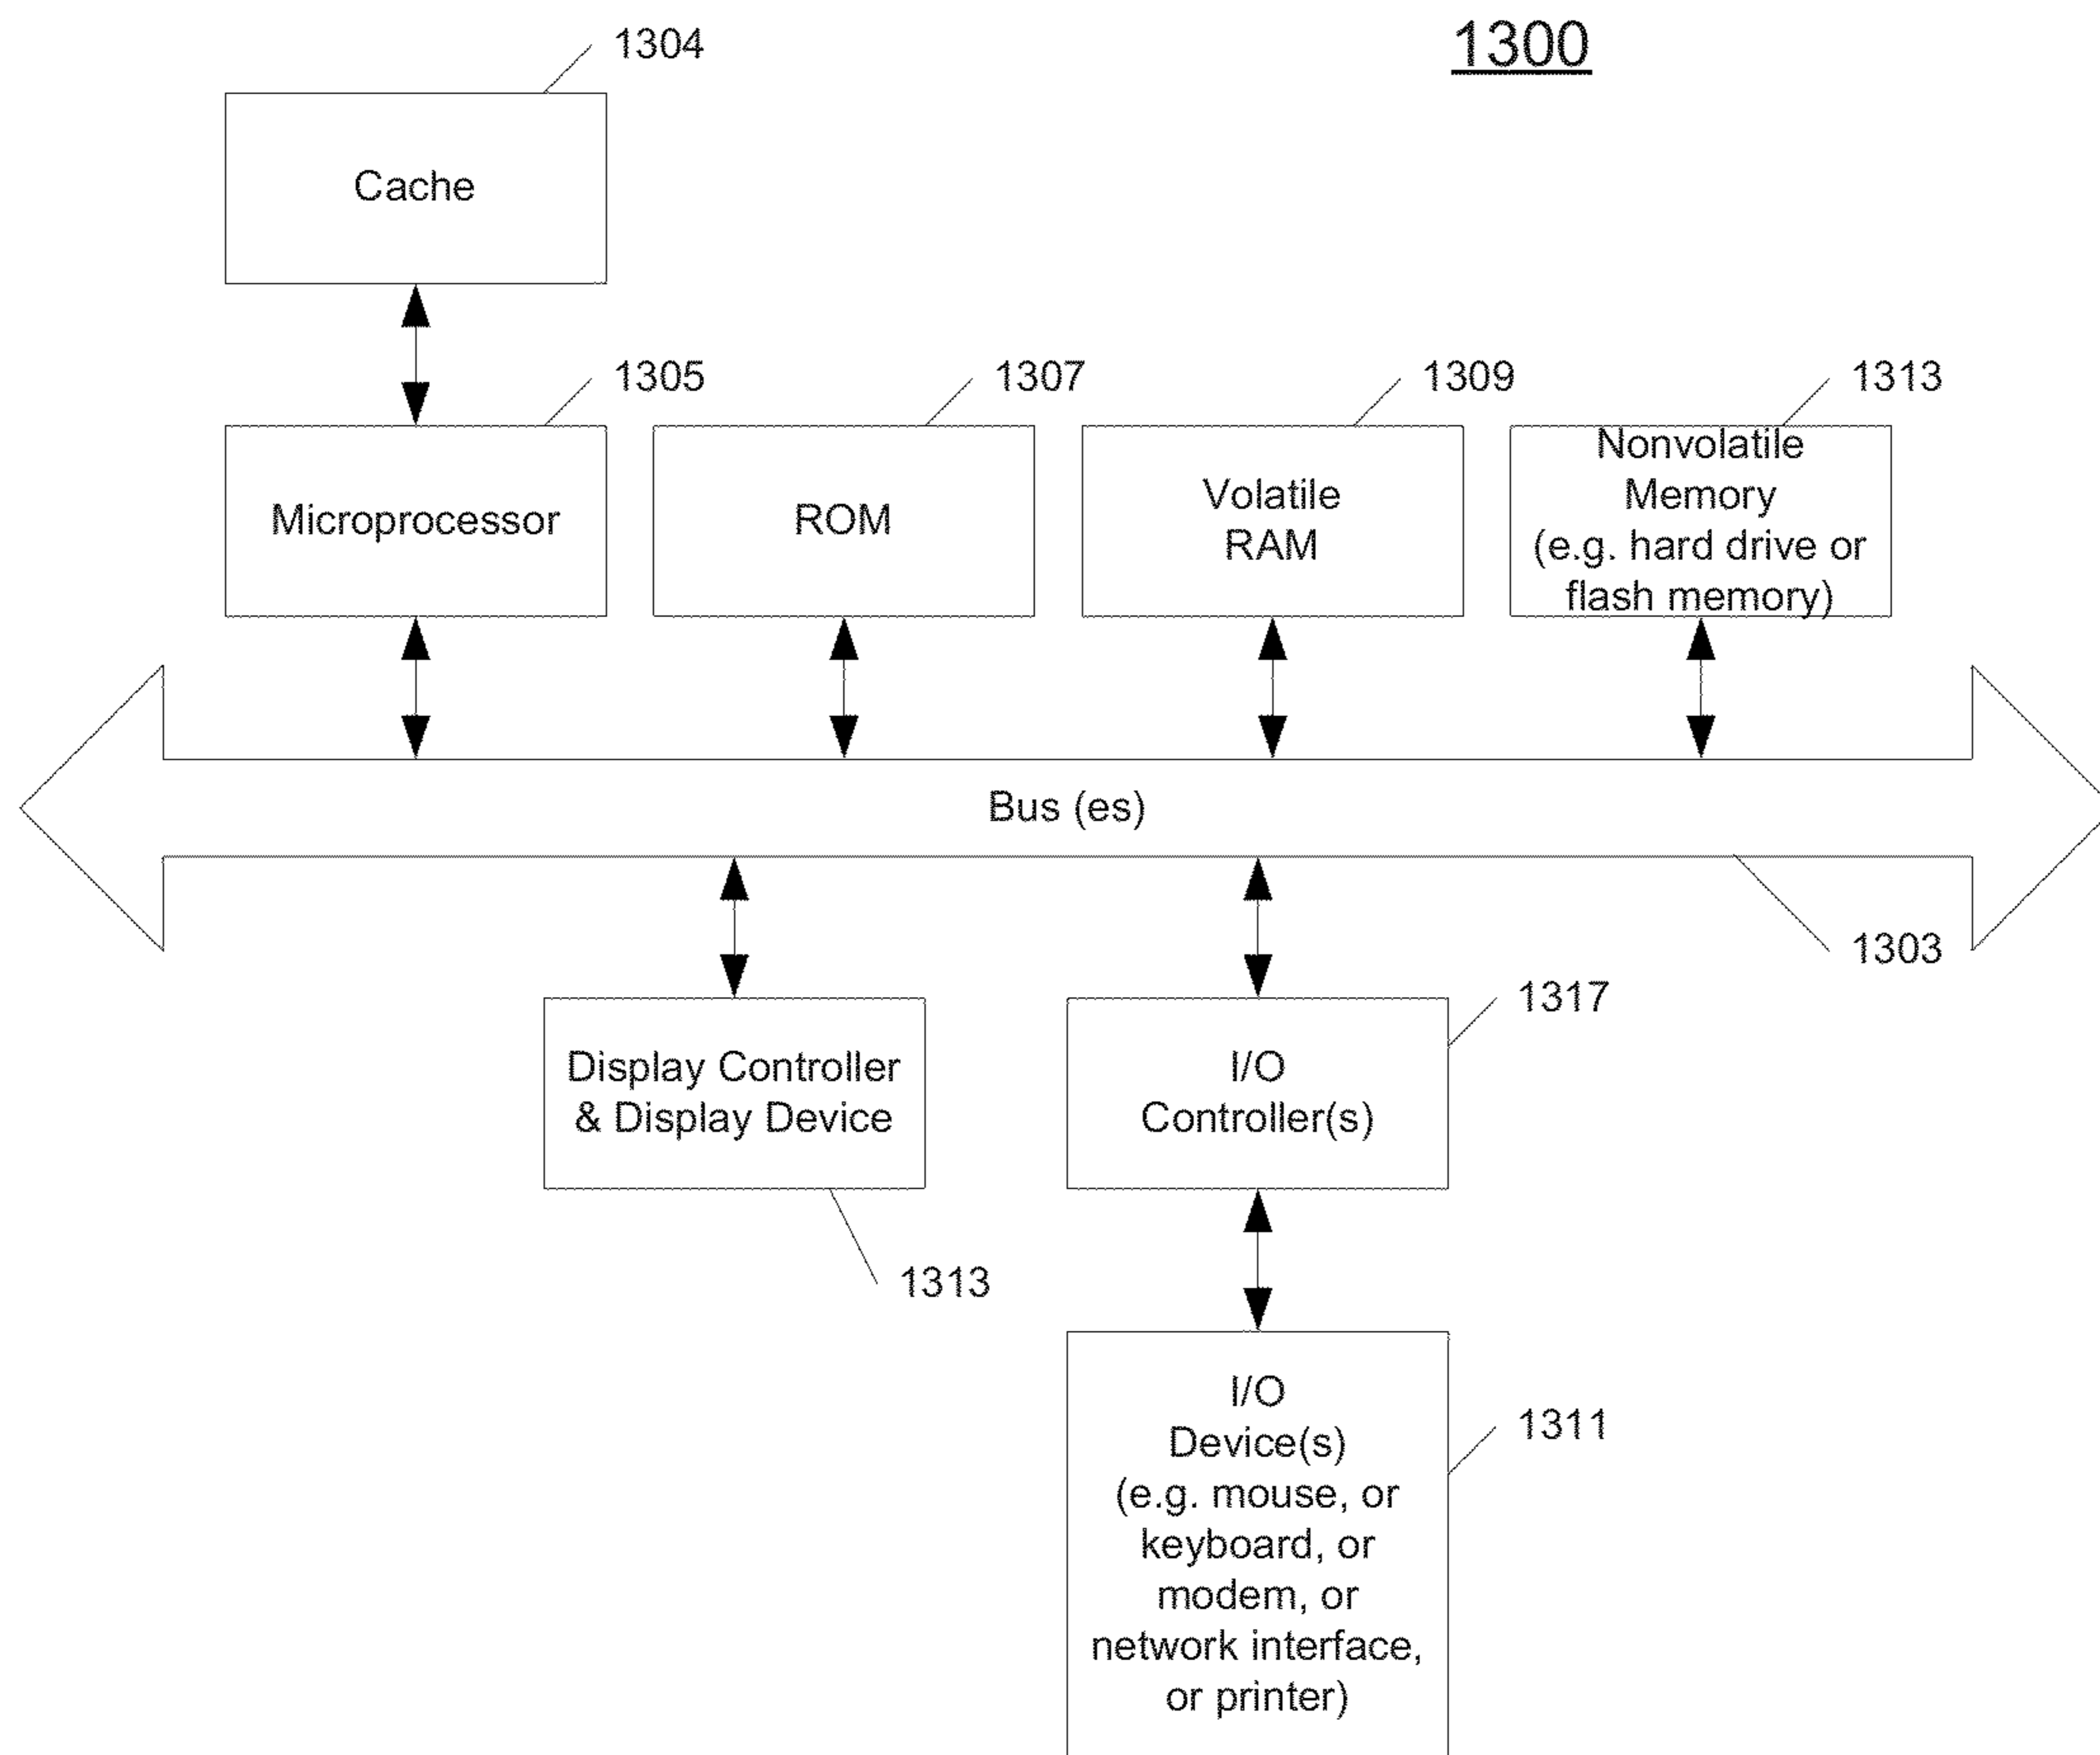 1300
1304
Cache
1305
1307
1309
1313
Microprocessor
ROM
Volatile
RAM
Nonvolatile
Memory
(e.g. hard drive or
flash memory)
Bus (es)
1303
1317
Display Controller
& Display Device
I/O
Controller(s)
1313
I/O
Device(s)
(e.g. mouse, or
keyboard, or
modem, or
network interface,
or printer)
1311